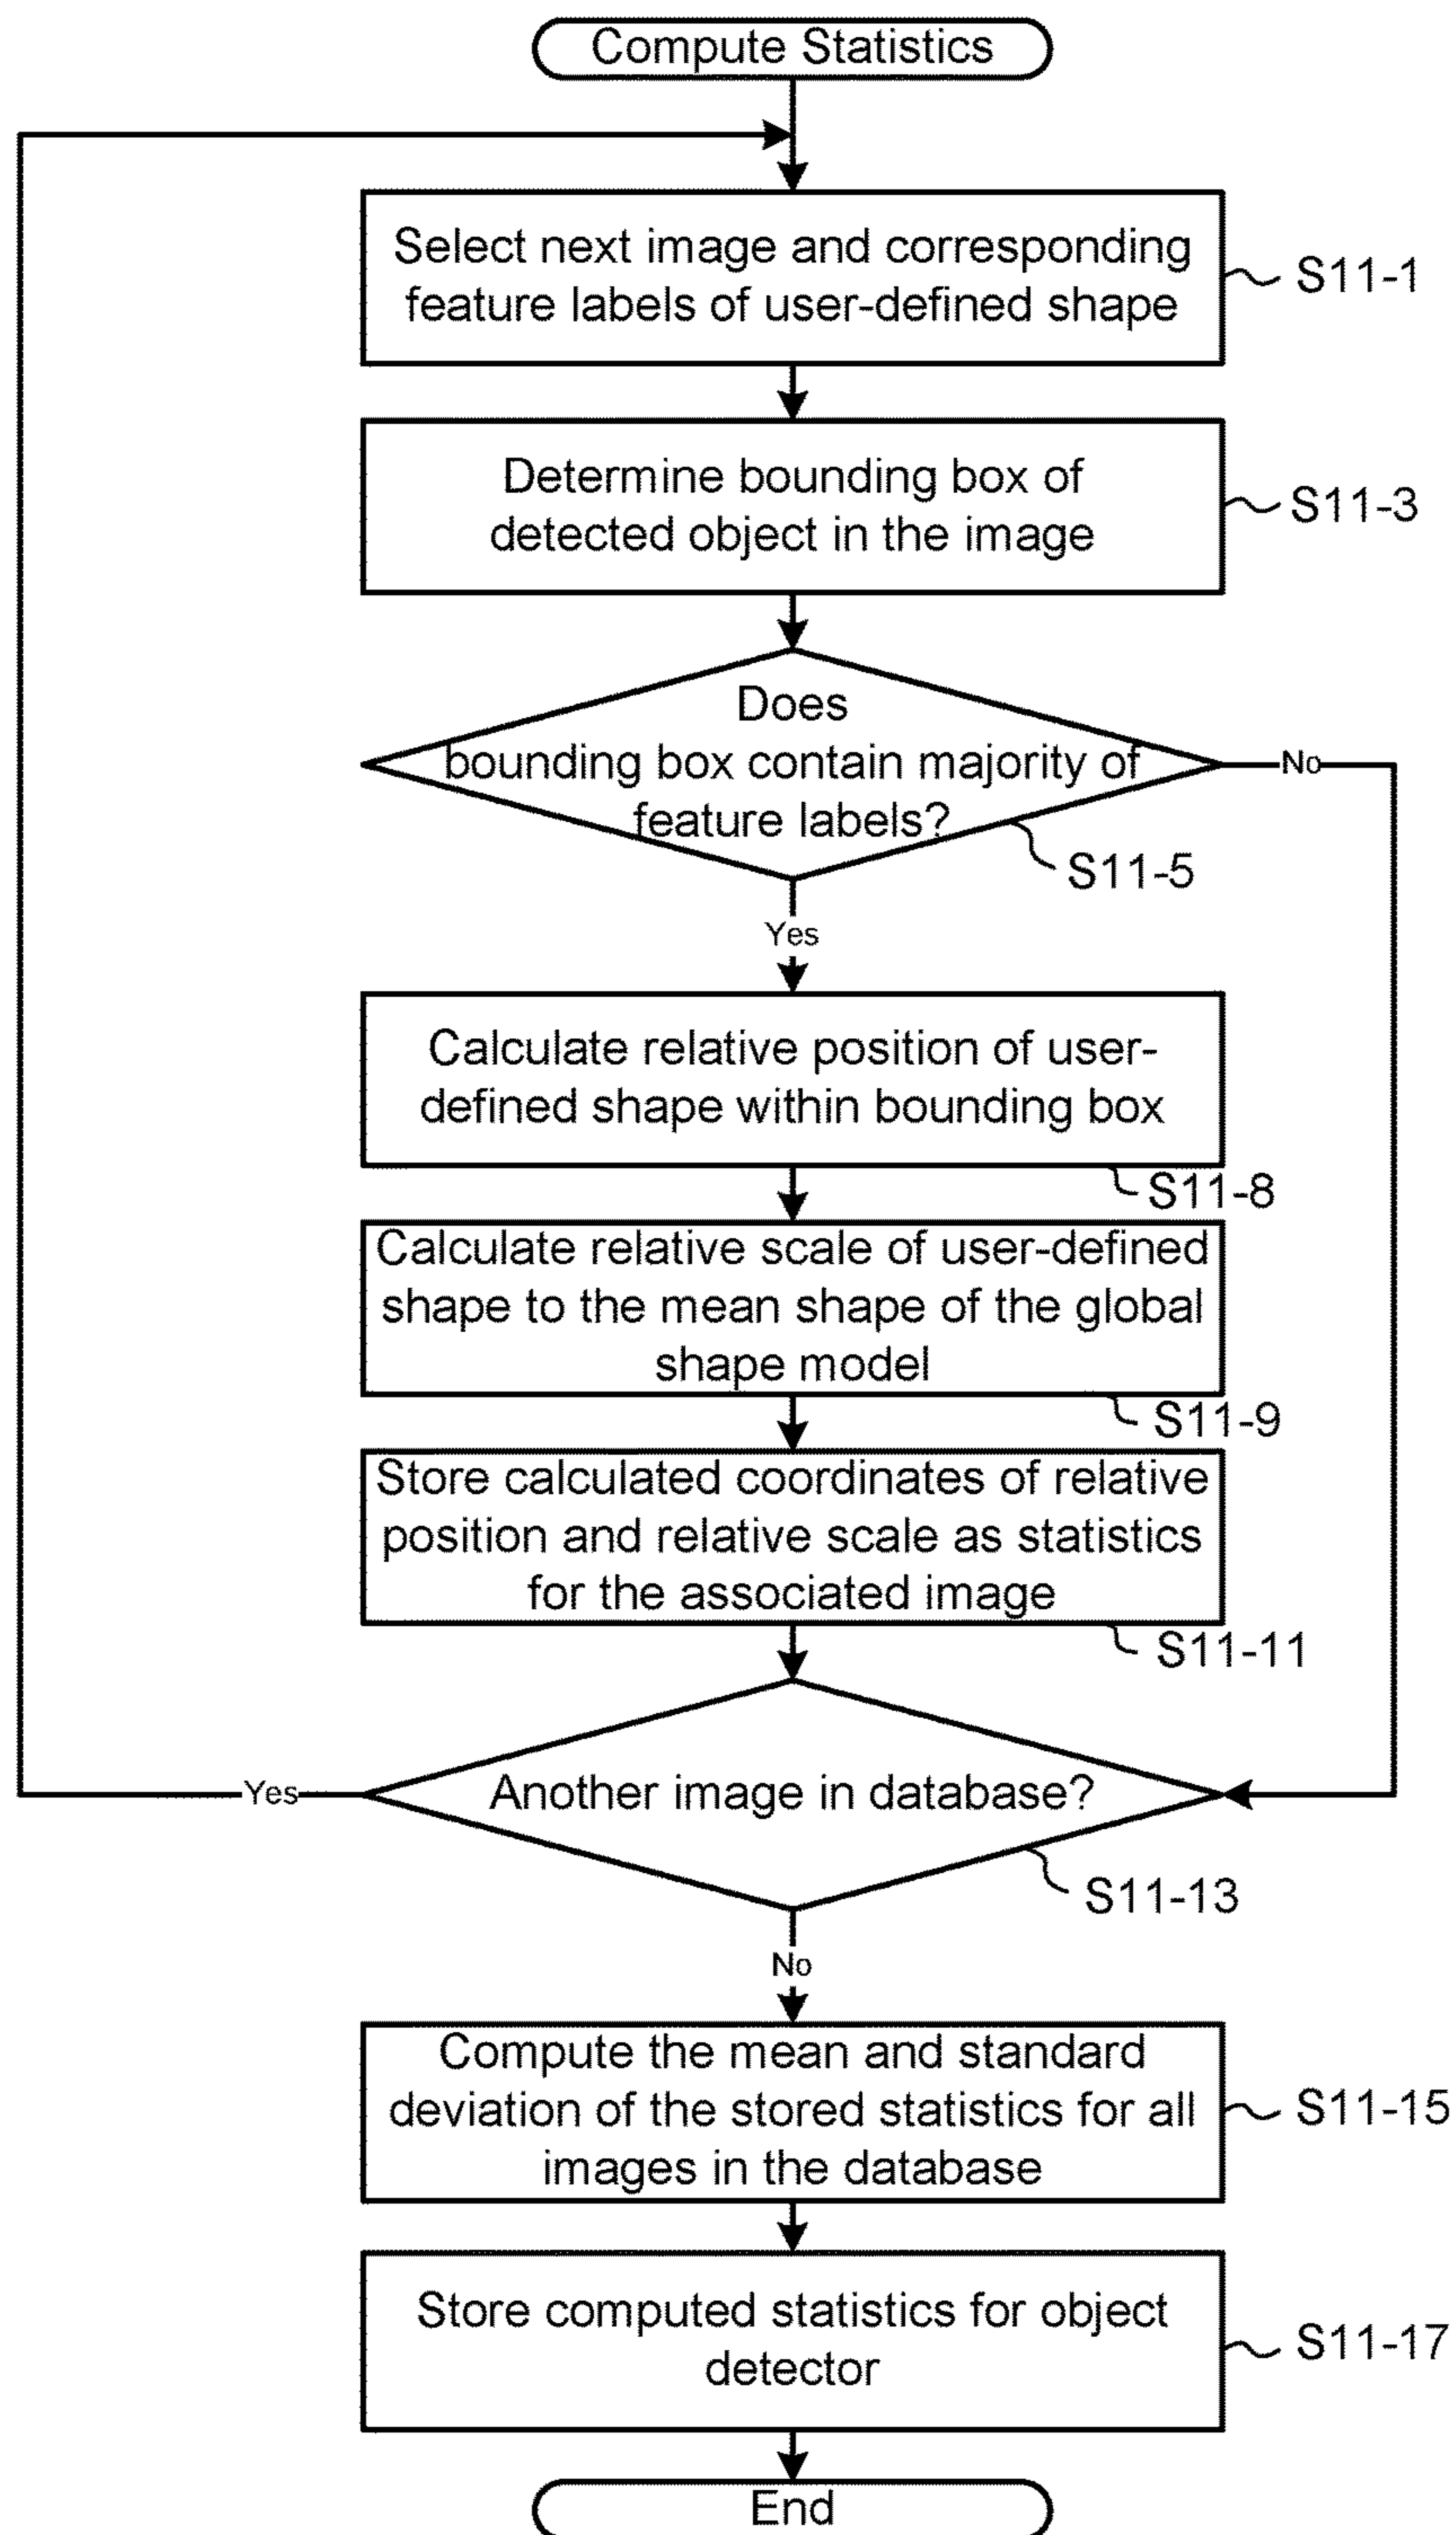 Compute Statistics
Select next image and corresponding
feature labels of user-defined shape
S11-1
Determine bounding box of
detected object in the image
S11-3
Does
bounding box contain majority of
feature labels?
No
S11-5
Yes
Calculate relative position of user-
defined shape within bounding box
S11-8
Calculate relative scale of user-defined
shape to the mean shape of the global
shape model
S11-9
Store calculated coordinates of relative
position and relative scale as statistics
for the associated image
S11-11
Yes
Another image in database?
S11-13
No
Compute the mean and standard
deviation of the stored statistics for all
images in the database
S11-15
Store computed statistics for object
detector
S11-17
End